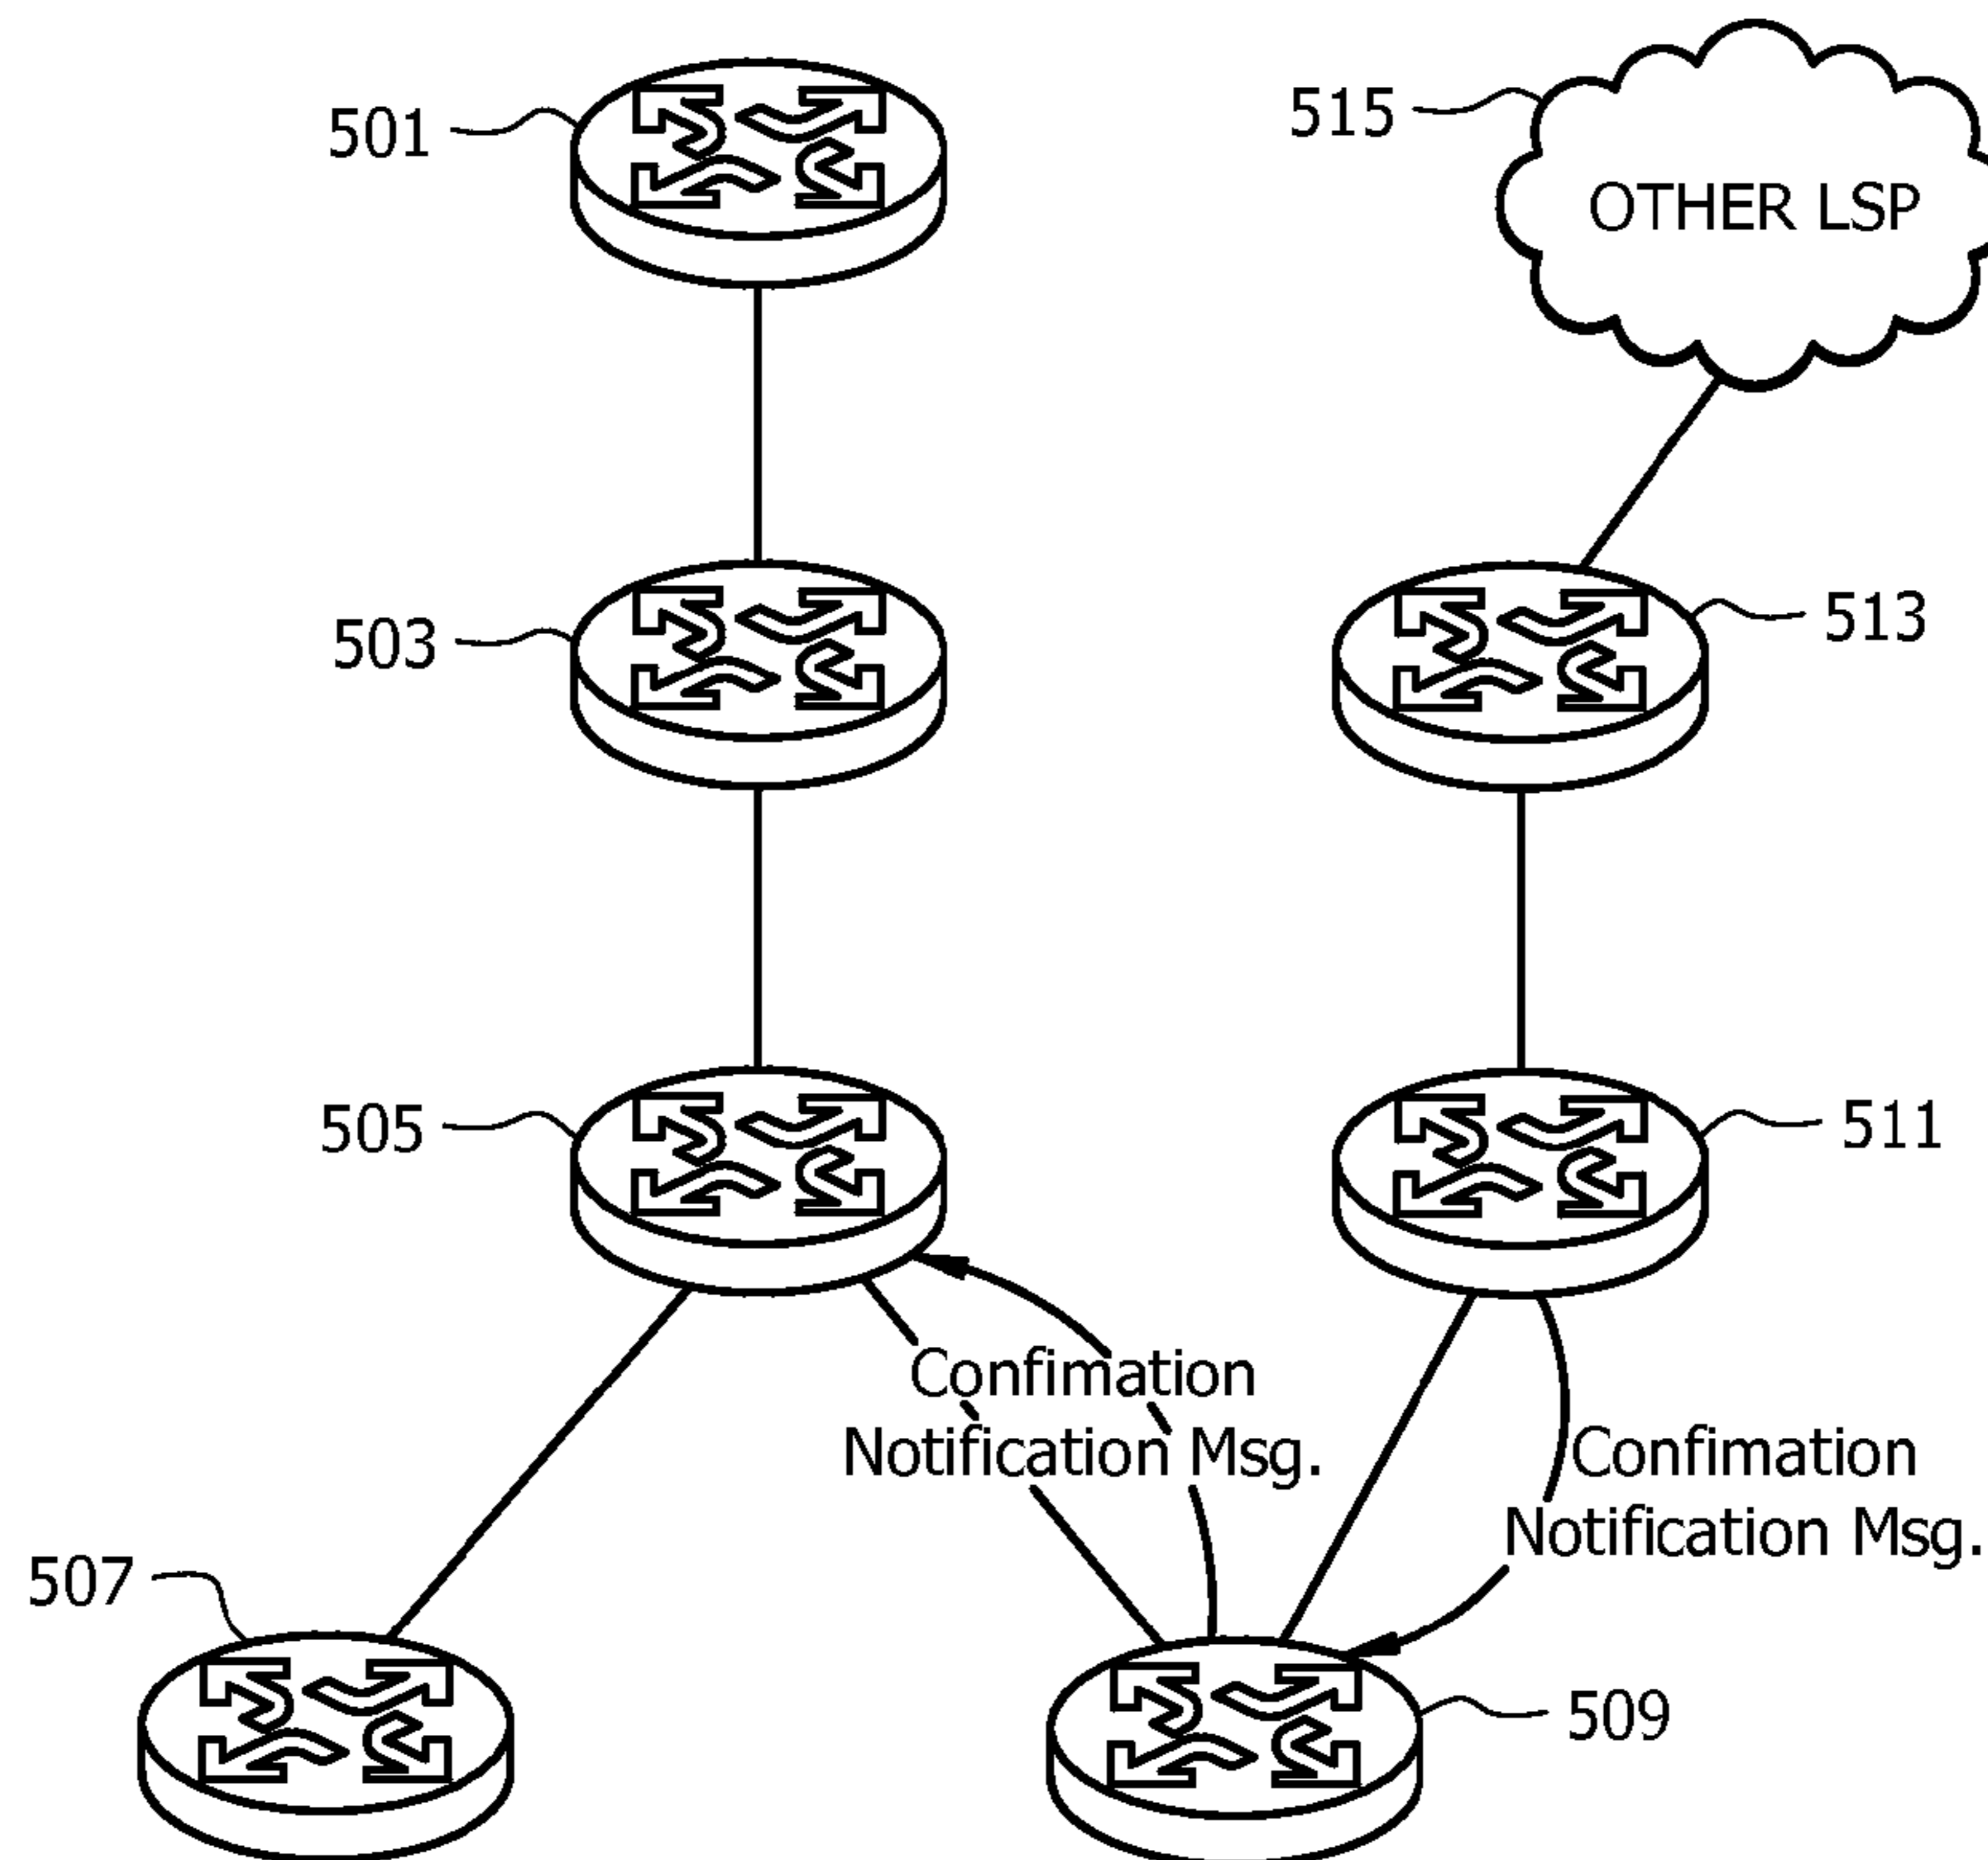 501
515
OTHER LSP
503
513
505
511
Confimation
Notification Msg.
Confimation
Notification Msg.
507
509